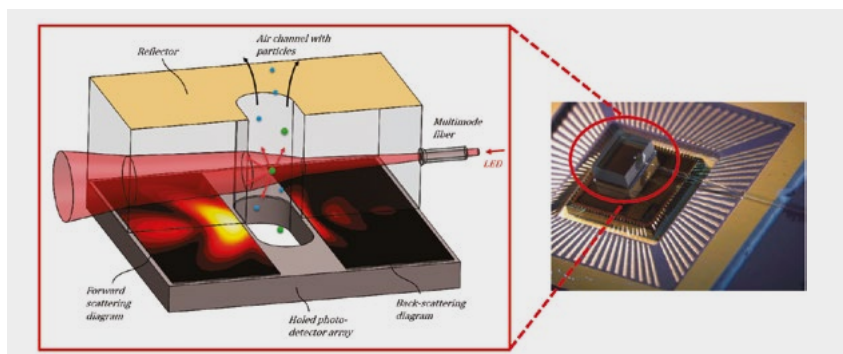 Air channel with
particles
Reflector
Multimode
fiber
LED
Forward
scattering
diagram
Holed photo-
detector array
Back-scattering
diagram